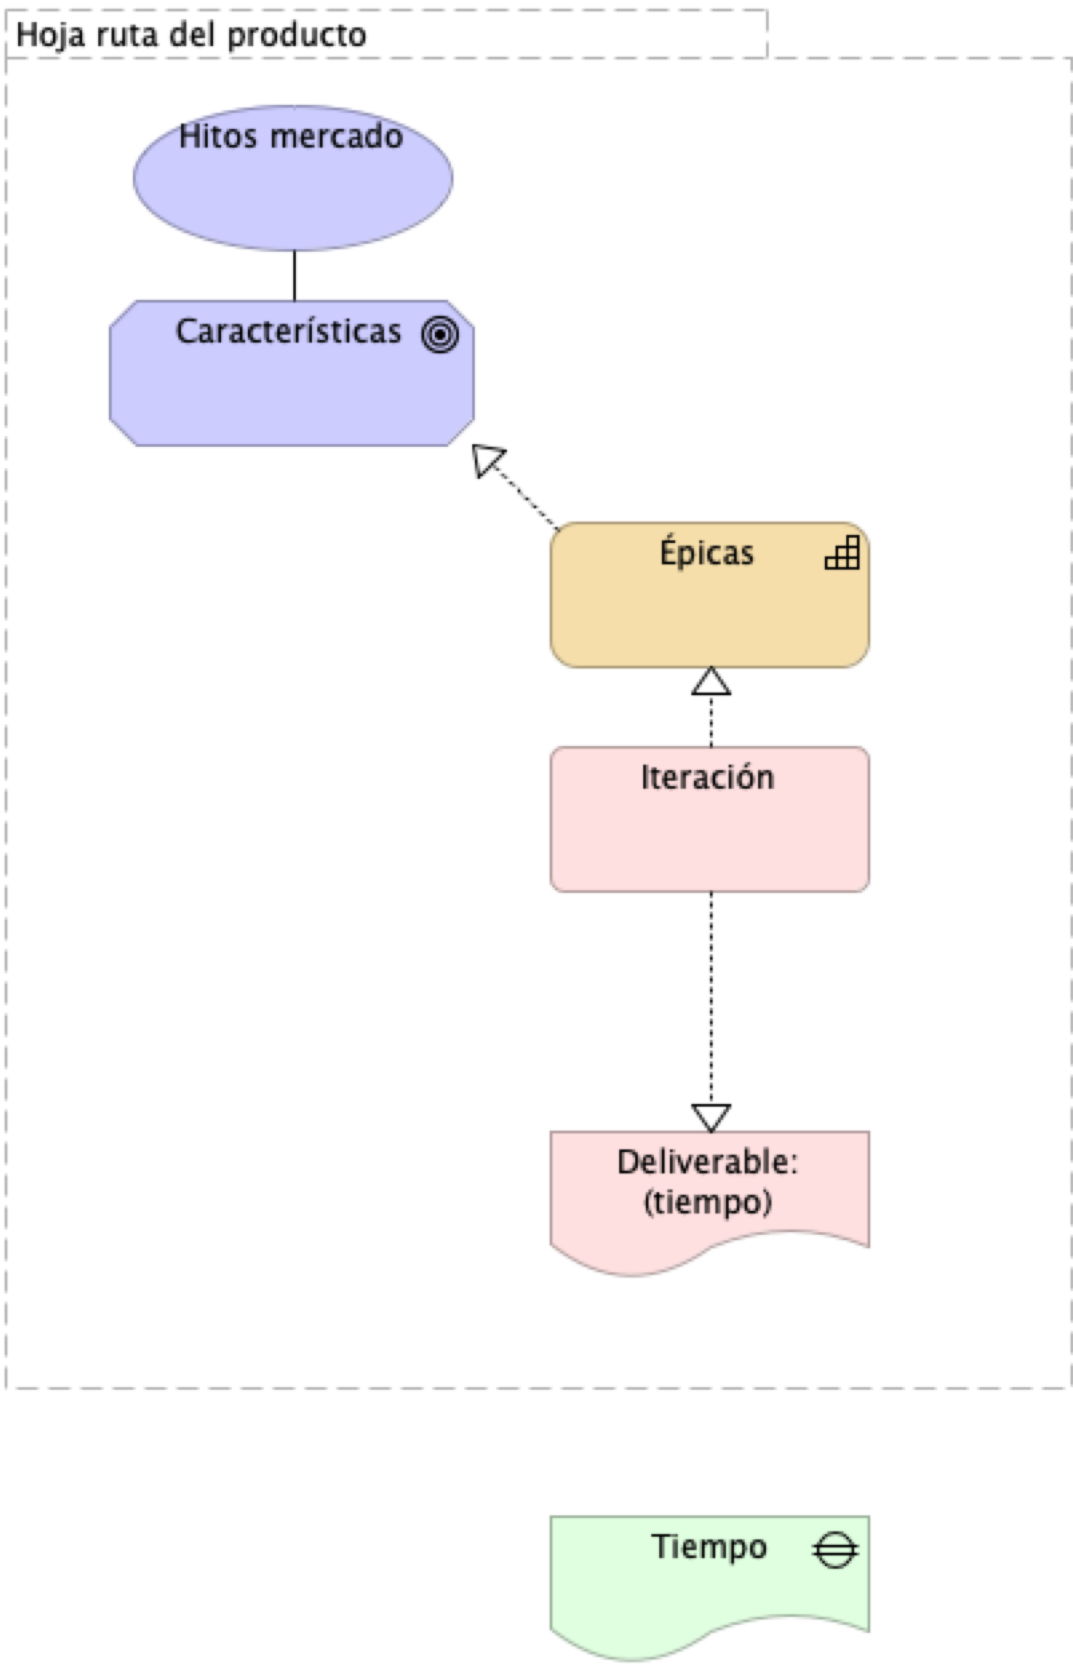 Hoja ruta del producto
Hitos mercado
Características
Épicas
Iteración
Deliverable:
(tiempo)
Tiempo